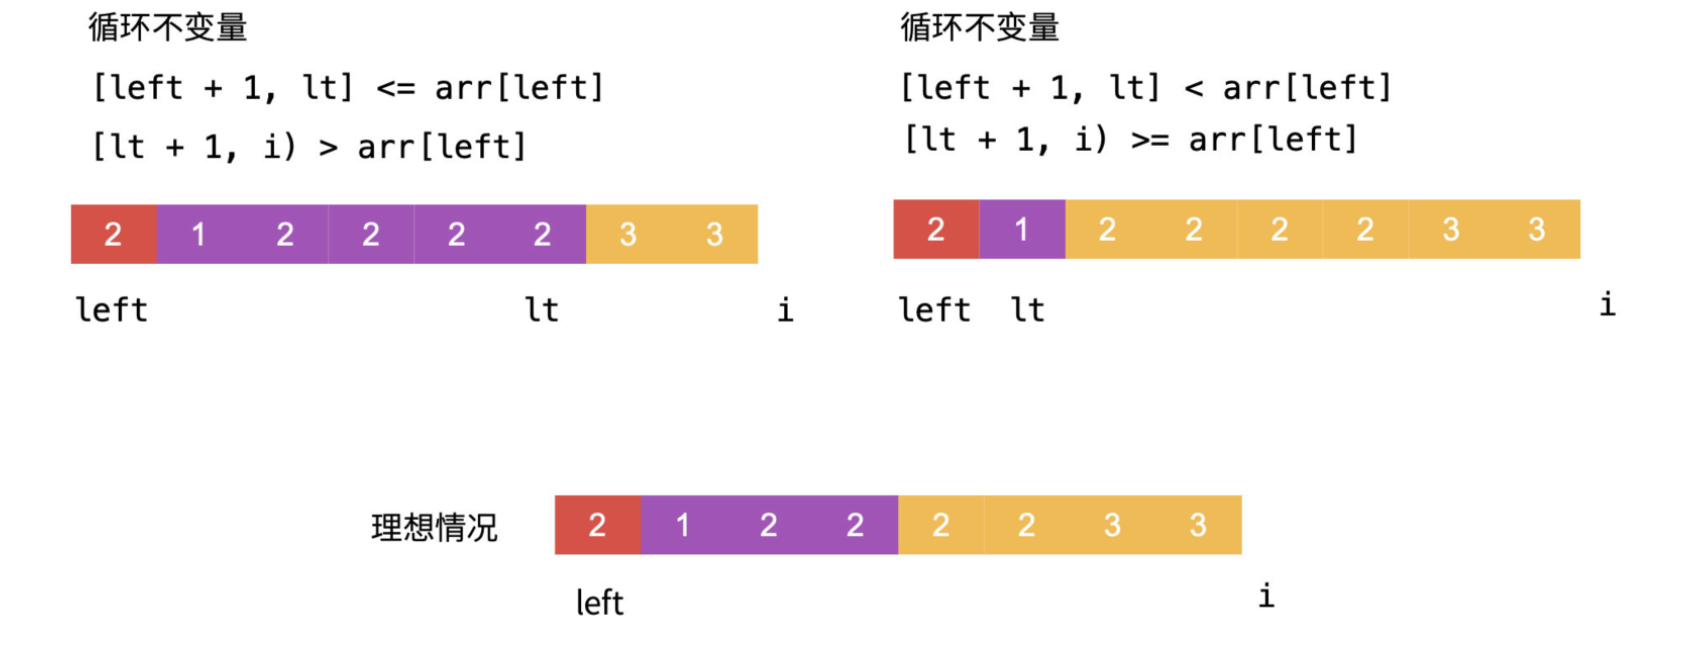 循环不变量
[left + 1, lt] <= arr[left]
[lt + 1, i) > arr[left]
2 1 2 2 2 2 3 3
left lt i
循环不变量
[left + 1, lt] < arr[left]
[lt + 1, i) >= arr[left]
2 1 2 2 2 2 3 3
left lt i
理想情况 2 1 2 2 2 2 3 3
left i